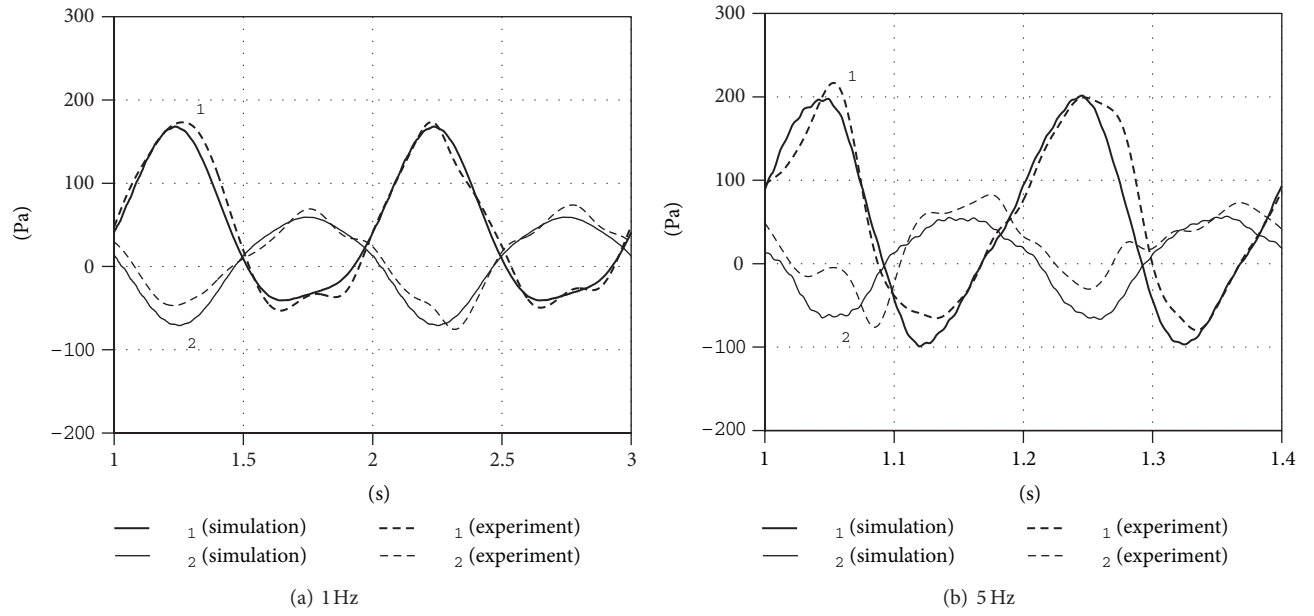 300
200
100
0
−100
−200
(Pa)
1
2
1
1.5
2
2.5
3
(s)
1 (simulation)
1 (experiment)
2 (simulation)
2 (experiment)
(a) 1 Hz
300
200
100
0
−100
−200
(Pa)
1
2
1
1.1
1.2
1.3
1.4
(s)
1 (simulation)
1 (experiment)
2 (simulation)
2 (experiment)
(b) 5 Hz